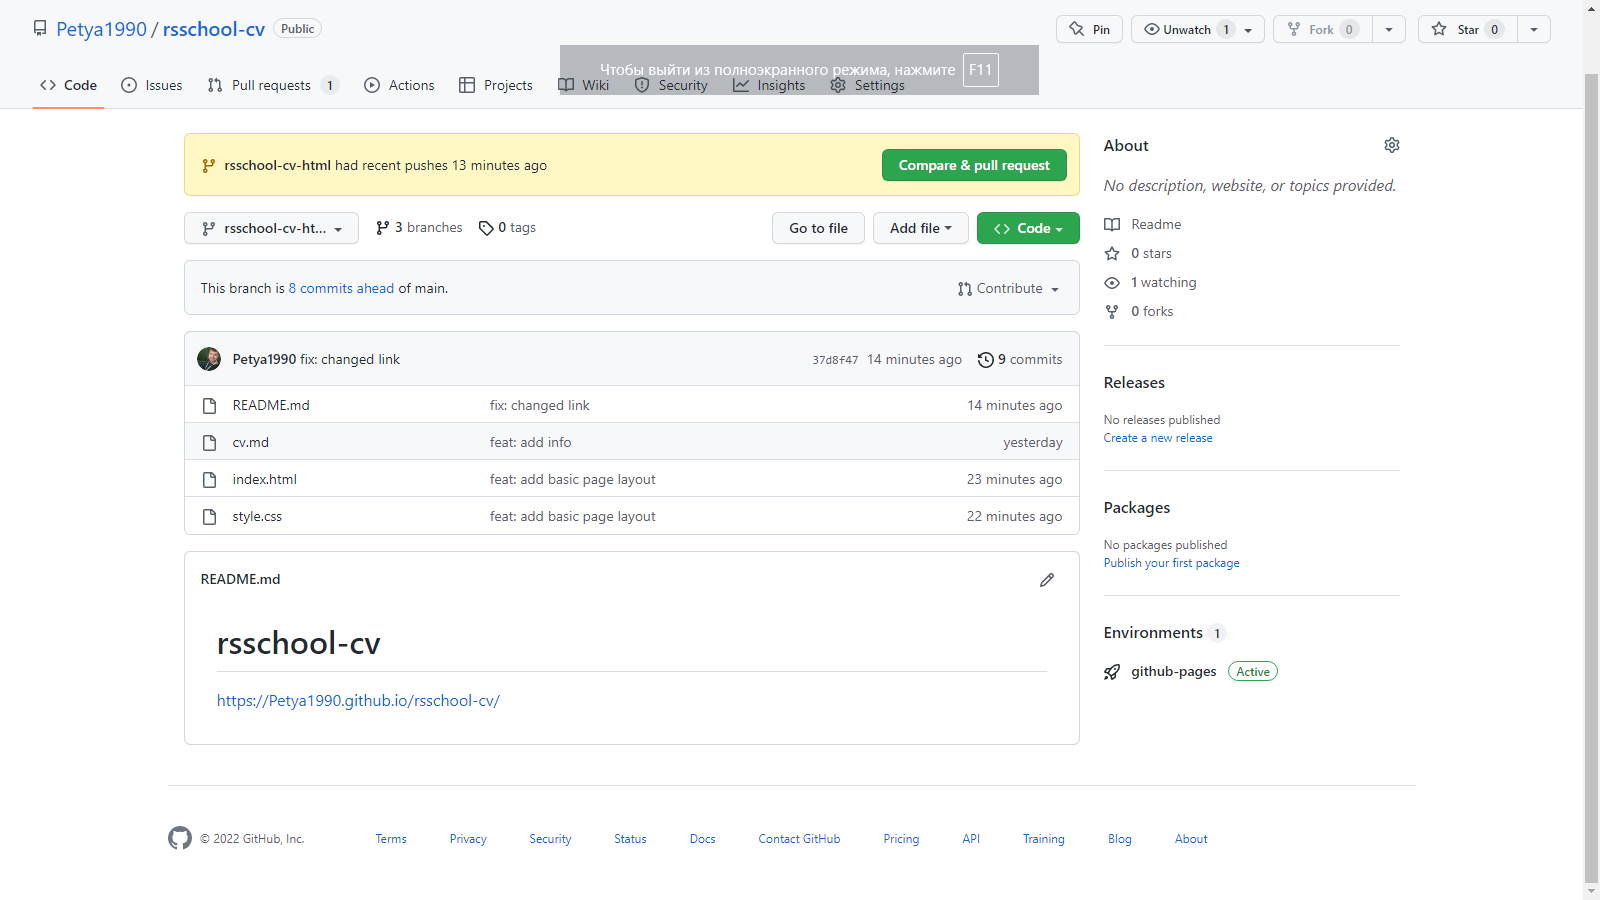 Petya1990 / rsschool-cv Public
Pin
Unwatch 1
Fork 0
Star 0
Чтобы выйти из полноэкранного режима, нажмите F11
Code
Issues
Pull requests 1
Actions
Projects
Wiki
Security
Insights
Settings
rsschool-cv-html had recent pushes 13 minutes ago
Compare & pull request
rsschool-cv-ht...
3 branches
0 tags
Go to file
Add file
Code
This branch is 8 commits ahead of main.
Contribute
Petya1990 fix: changed link
37d8f47 14 minutes ago
9 commits
README.md fix: changed link 14 minutes ago
cv.md feat: add info yesterday
index.html feat: add basic page layout 23 minutes ago
style.css feat: add basic page layout 22 minutes ago
README.md
rsschool-cv
https://Petya1990.github.io/rsschool-cv/
About
No description, website, or topics provided.
Readme
0 stars
1 watching
0 forks
Releases
No releases published
Create a new release
Packages
No packages published
Publish your first package
Environments 1
github-pages Active
© 2022 GitHub, Inc.
Terms
Privacy
Security
Status
Docs
Contact GitHub
Pricing
API
Training
Blog
About